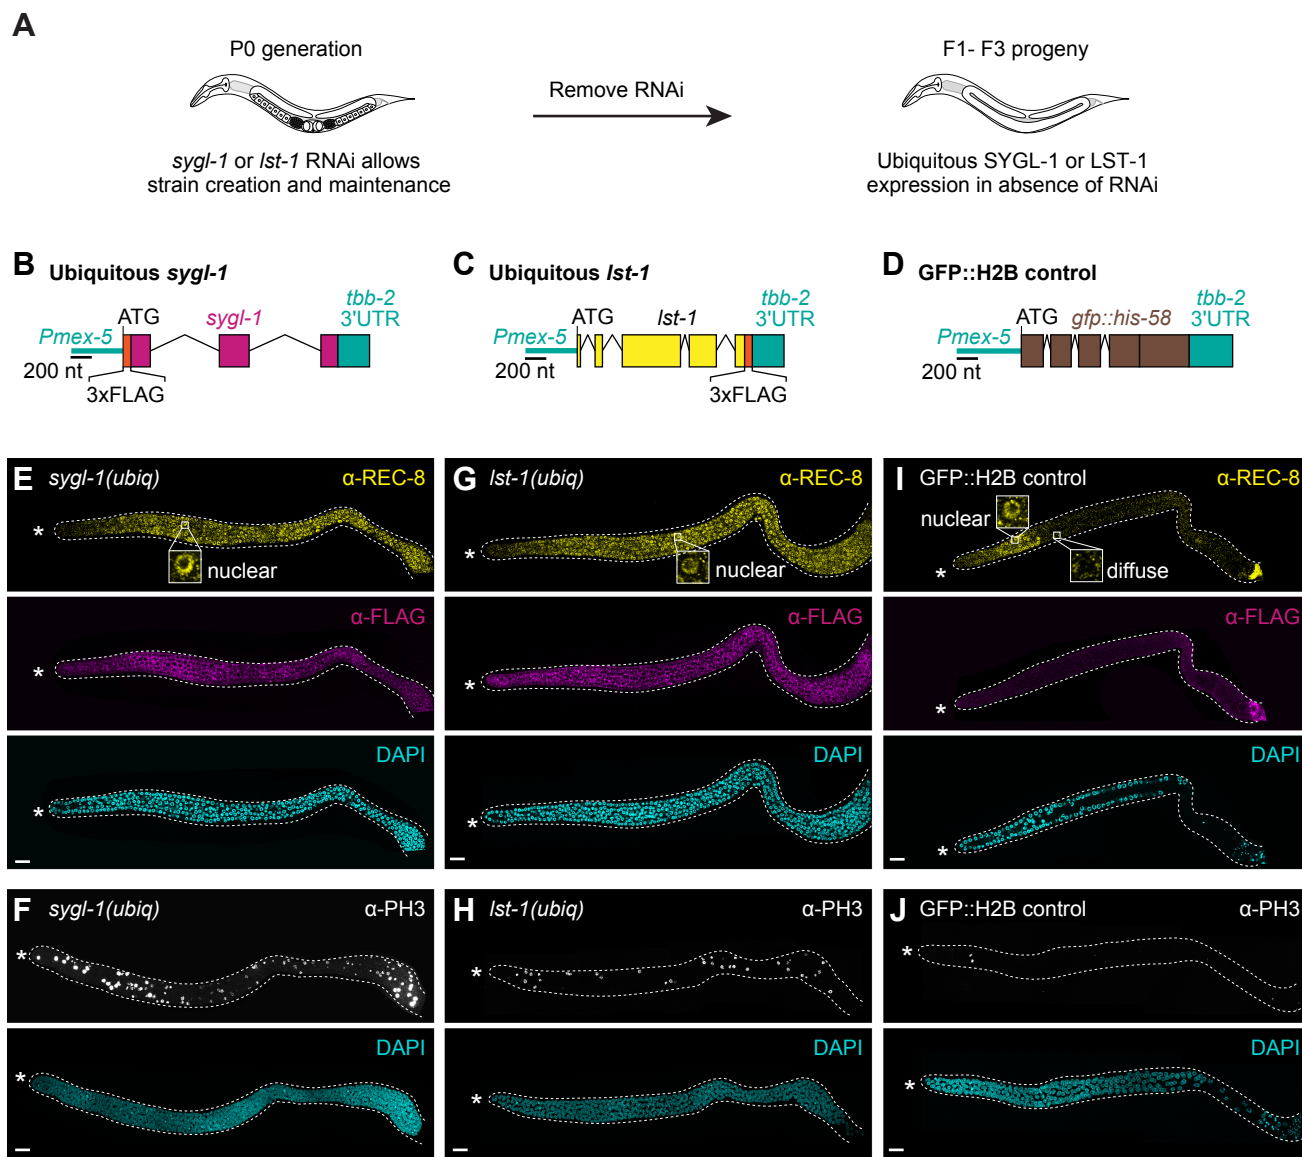 A
P0 generation
F1- F3 progeny
Remove RNAi
sygl-1 or lst-1 RNAi allows
strain creation and maintenance
Ubiquitous SYGL-1 or LST-1
expression in absence of RNAi
B Ubiquitous sygl-1
ATG
sygl-1
tbb-2
3'UTR
Pmex-5
200 nt
3xFLAG
C Ubiquitous lst-1
ATG
lst-1
tbb-2
3'UTR
Pmex-5
200 nt
3xFLAG
D GFP::H2B control
ATG
gfp::his-58
tbb-2
3'UTR
Pmex-5
200 nt
E sygl-1(ubiq) α-REC-8
*
nuclear
α-FLAG
*
DAPI
*
G lst-1(ubiq) α-REC-8
*
nuclear
α-FLAG
*
DAPI
*
I GFP::H2B control α-REC-8
nuclear
diffuse
*
α-FLAG
*
DAPI
*
F sygl-1(ubiq) α-PH3
*
DAPI
*
H lst-1(ubiq) α-PH3
*
DAPI
*
J GFP::H2B control α-PH3
*
DAPI
*